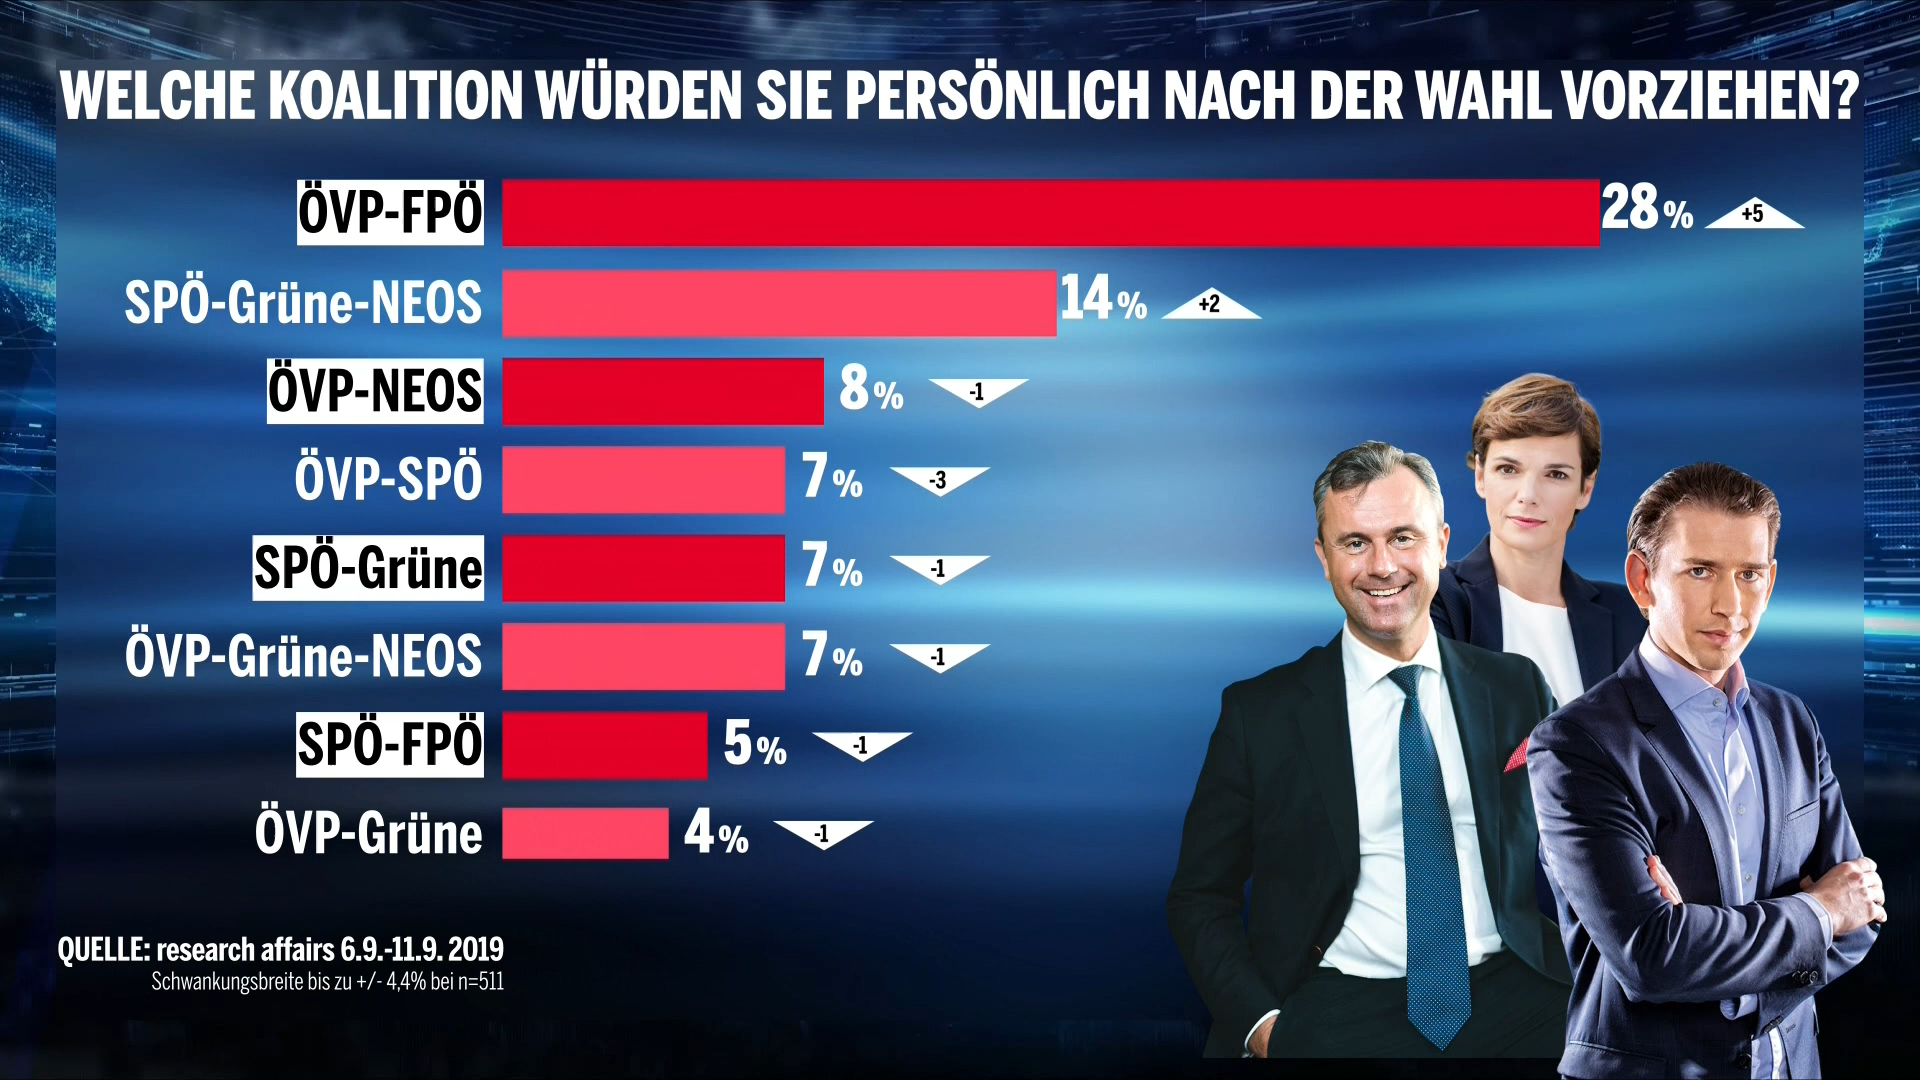 WELCHE KOALITION WÜRDEN SIE PERSÖNLICH NACH DER WAHL VORZIEHEN?
ÖVP-FPÖ 28% +5
SPÖ-Grüne-NEOS 14% +2
ÖVP-NEOS 8% -1
ÖVP-SPÖ 7% -3
SPÖ-Grüne 7% -1
ÖVP-Grüne-NEOS 7% -1
SPÖ-FPÖ 5% -1
ÖVP-Grüne 4% -1
QUELLE: research affairs 6.9.-11.9. 2019
Schwankungsbreite bis zu +/- 4,4% bei n=511